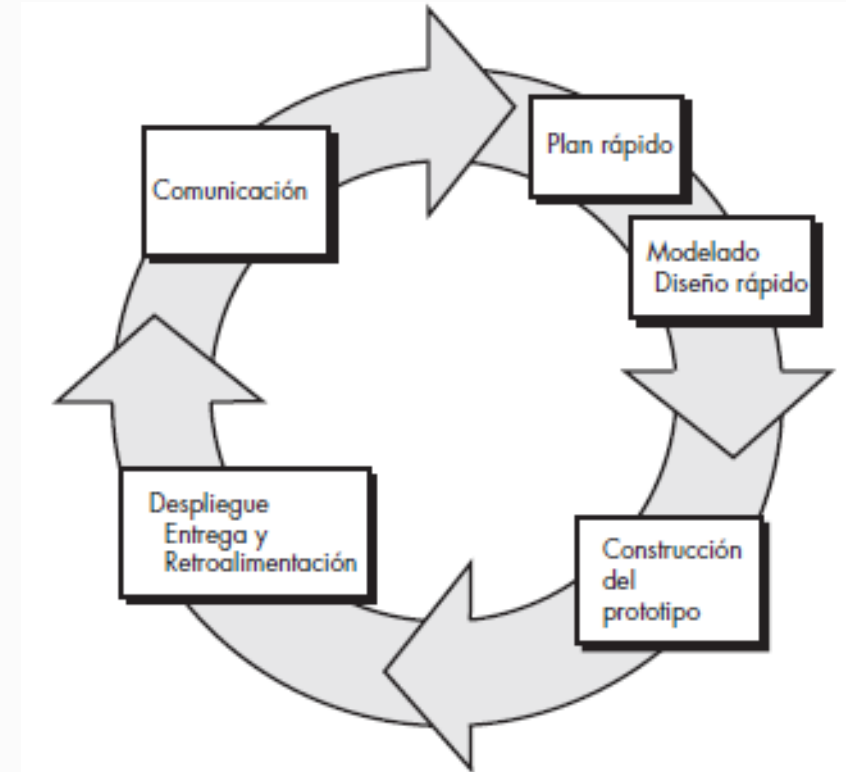 Comunicación
Plan rápido
Modelado
Diseño rápido
Construcción
del
prototipo
Despliegue
Entrega y
Retroalimentación